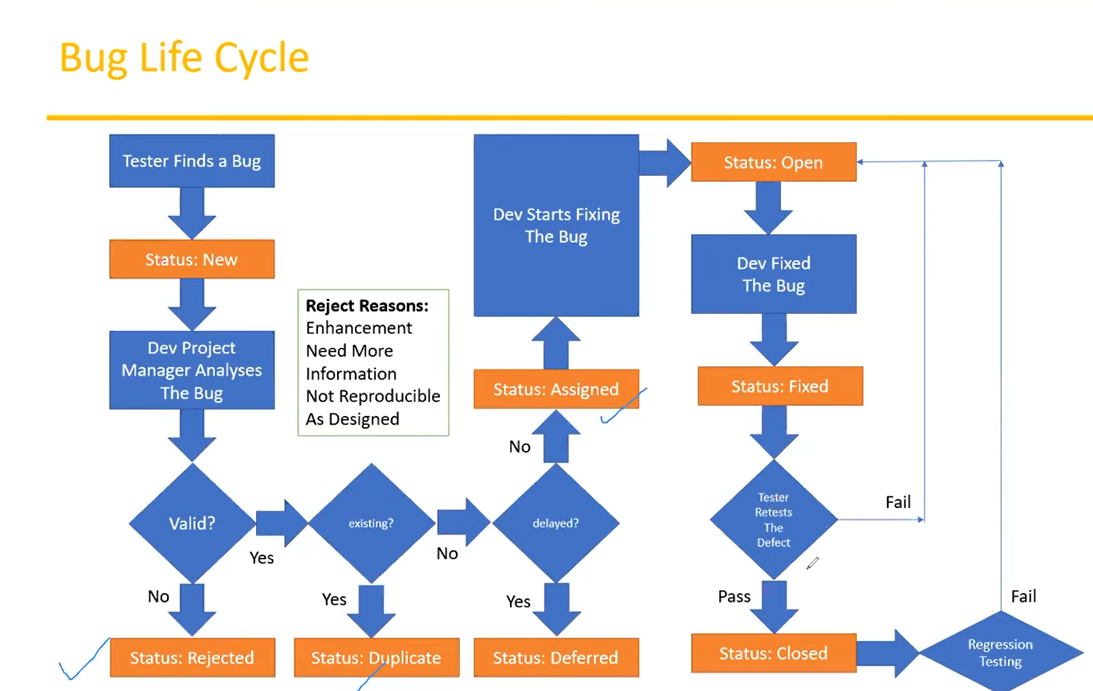 Bug Life Cycle
Tester Finds a Bug
Status: New
Dev Project
Manager Analyses
The Bug
Valid?
Yes
No
Status: Rejected
Reject Reasons:
Enhancement
Need More
Information
Not Reproducible
As Designed
existing?
No
Yes
Status: Duplicate
delayed?
Yes
Status: Deferred
No
Status: Assigned
Dev Starts Fixing
The Bug
Status: Open
Dev Fixed
The Bug
Status: Fixed
Tester
Retests
The
Defect
Fail
Pass
Status: Closed
Regression
Testing
Fail